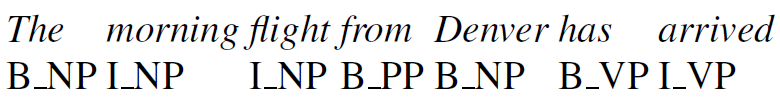 The morning flight from Denver has arrived
B_NP I_NP I_NP B_PP B_NP B_VP I_VP